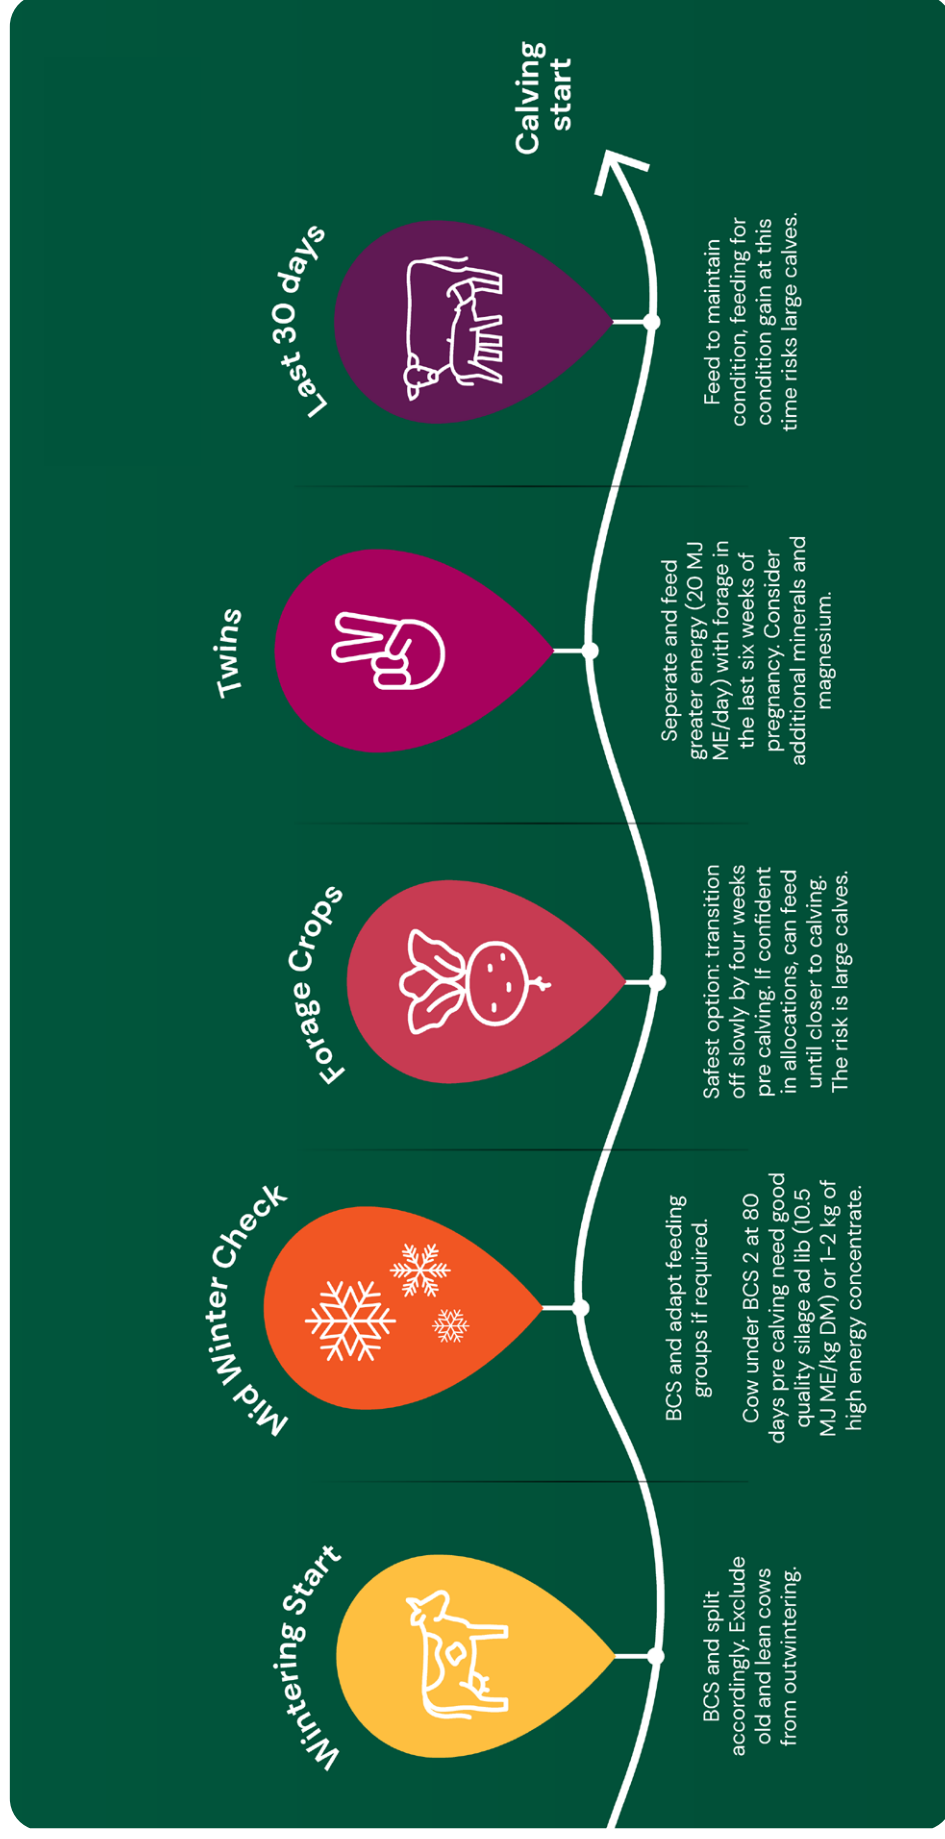 Wintering Start
BCS and split
accordingly. Exclude
old and lean cows
from outwintering.
Mid Winter Check
BCS and adapt feeding
groups if required.
Cow under BCS 2 at 80
days pre calving need good
quality silage ad lib (10.5
MJ ME/kg DM) or 1-2 kg of
high energy concentrate.
Forage Crops
Safest option: transition
off slowly by four weeks
pre calving. If confident
in allocations, can feed
until closer to calving.
The risk is large calves.
Twins
Seperate and feed
greater energy (20 MJ
ME/day) with forage in
the last six weeks of
pregnancy. Consider
additional minerals and
magnesium.
Last 30 days
Feed to maintain
condition, feeding for
condition gain at this
time risks large calves.
Calving
start